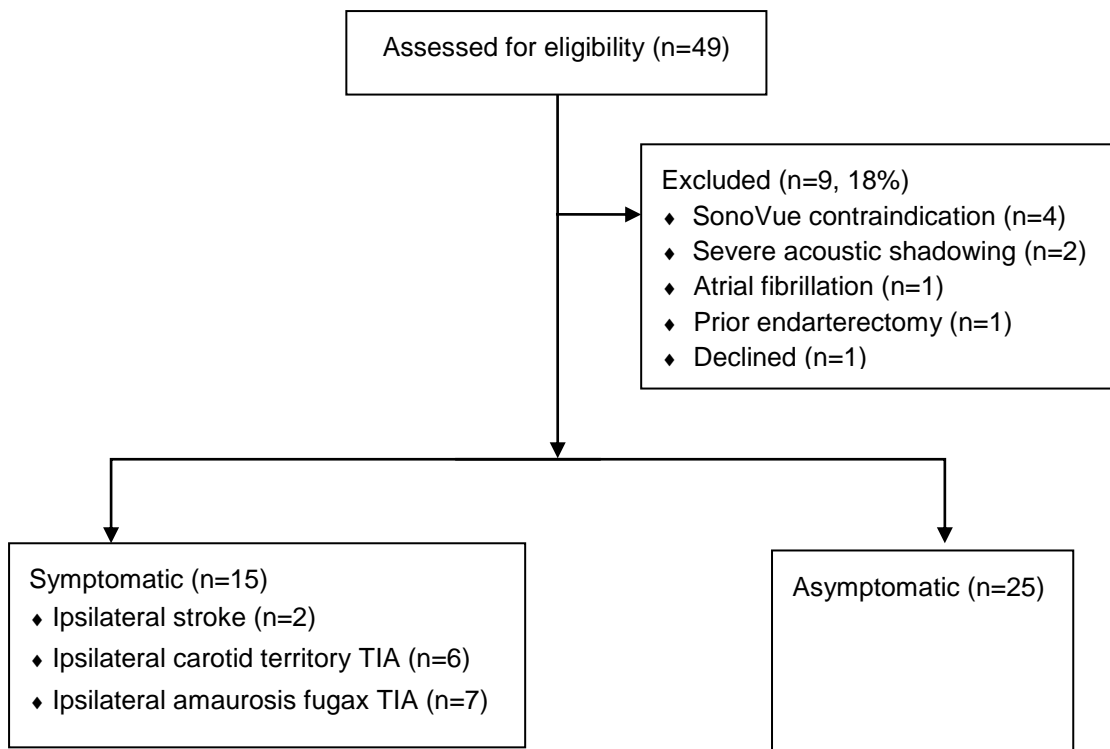 Assessed for eligibility (n=49)
Excluded (n=9, 18%)
♦ SonoVue contraindication (n=4)
♦ Severe acoustic shadowing (n=2)
♦ Atrial fibrillation (n=1)
♦ Prior endarterectomy (n=1)
♦ Declined (n=1)
Symptomatic (n=15)
♦ Ipsilateral stroke (n=2)
♦ Ipsilateral carotid territory TIA (n=6)
♦ Ipsilateral amaurosis fugax TIA (n=7)
Asymptomatic (n=25)